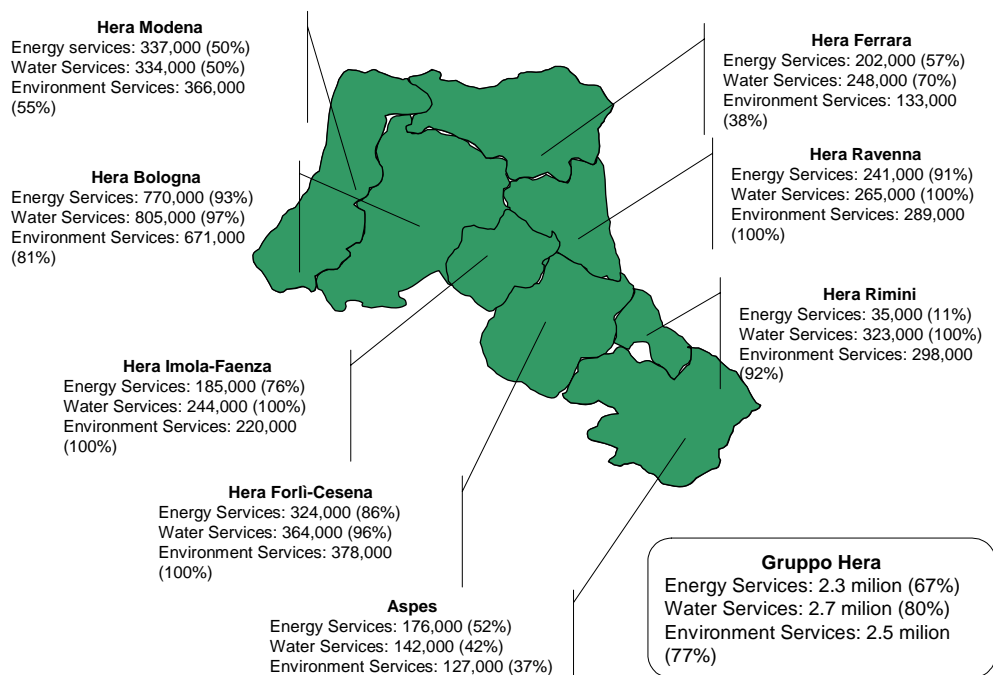 Hera Modena
Energy services: 337,000 (50%)
Water Services: 334,000 (50%)
Environment Services: 366,000
(55%)
Hera Ferrara
Energy Services: 202,000 (57%)
Water Services: 248,000 (70%)
Environment Services: 133,000
(38%)
Hera Bologna
Energy Services: 770,000 (93%)
Water Services: 805,000 (97%)
Environment Services: 671,000
(81%)
Hera Ravenna
Energy Services: 241,000 (91%)
Water Services: 265,000 (100%)
Environment Services: 289,000
(100%)
Hera Rimini
Energy Services: 35,000 (11%)
Water Services: 323,000 (100%)
Environment Services: 298,000
(92%)
Hera Imola-Faenza
Energy Services: 185,000 (76%)
Water Services: 244,000 (100%)
Environment Services: 220,000
(100%)
Hera Forlì-Cesena
Energy Services: 324,000 (86%)
Water Services: 364,000 (96%)
Environment Services: 378,000
(100%)
Aspes
Energy Services: 176,000 (52%)
Water Services: 142,000 (42%)
Environment Services: 127,000 (37%)
Gruppo Hera
Energy Services: 2.3 milion (67%)
Water Services: 2.7 milion (80%)
Environment Services: 2.5 milion
(77%)